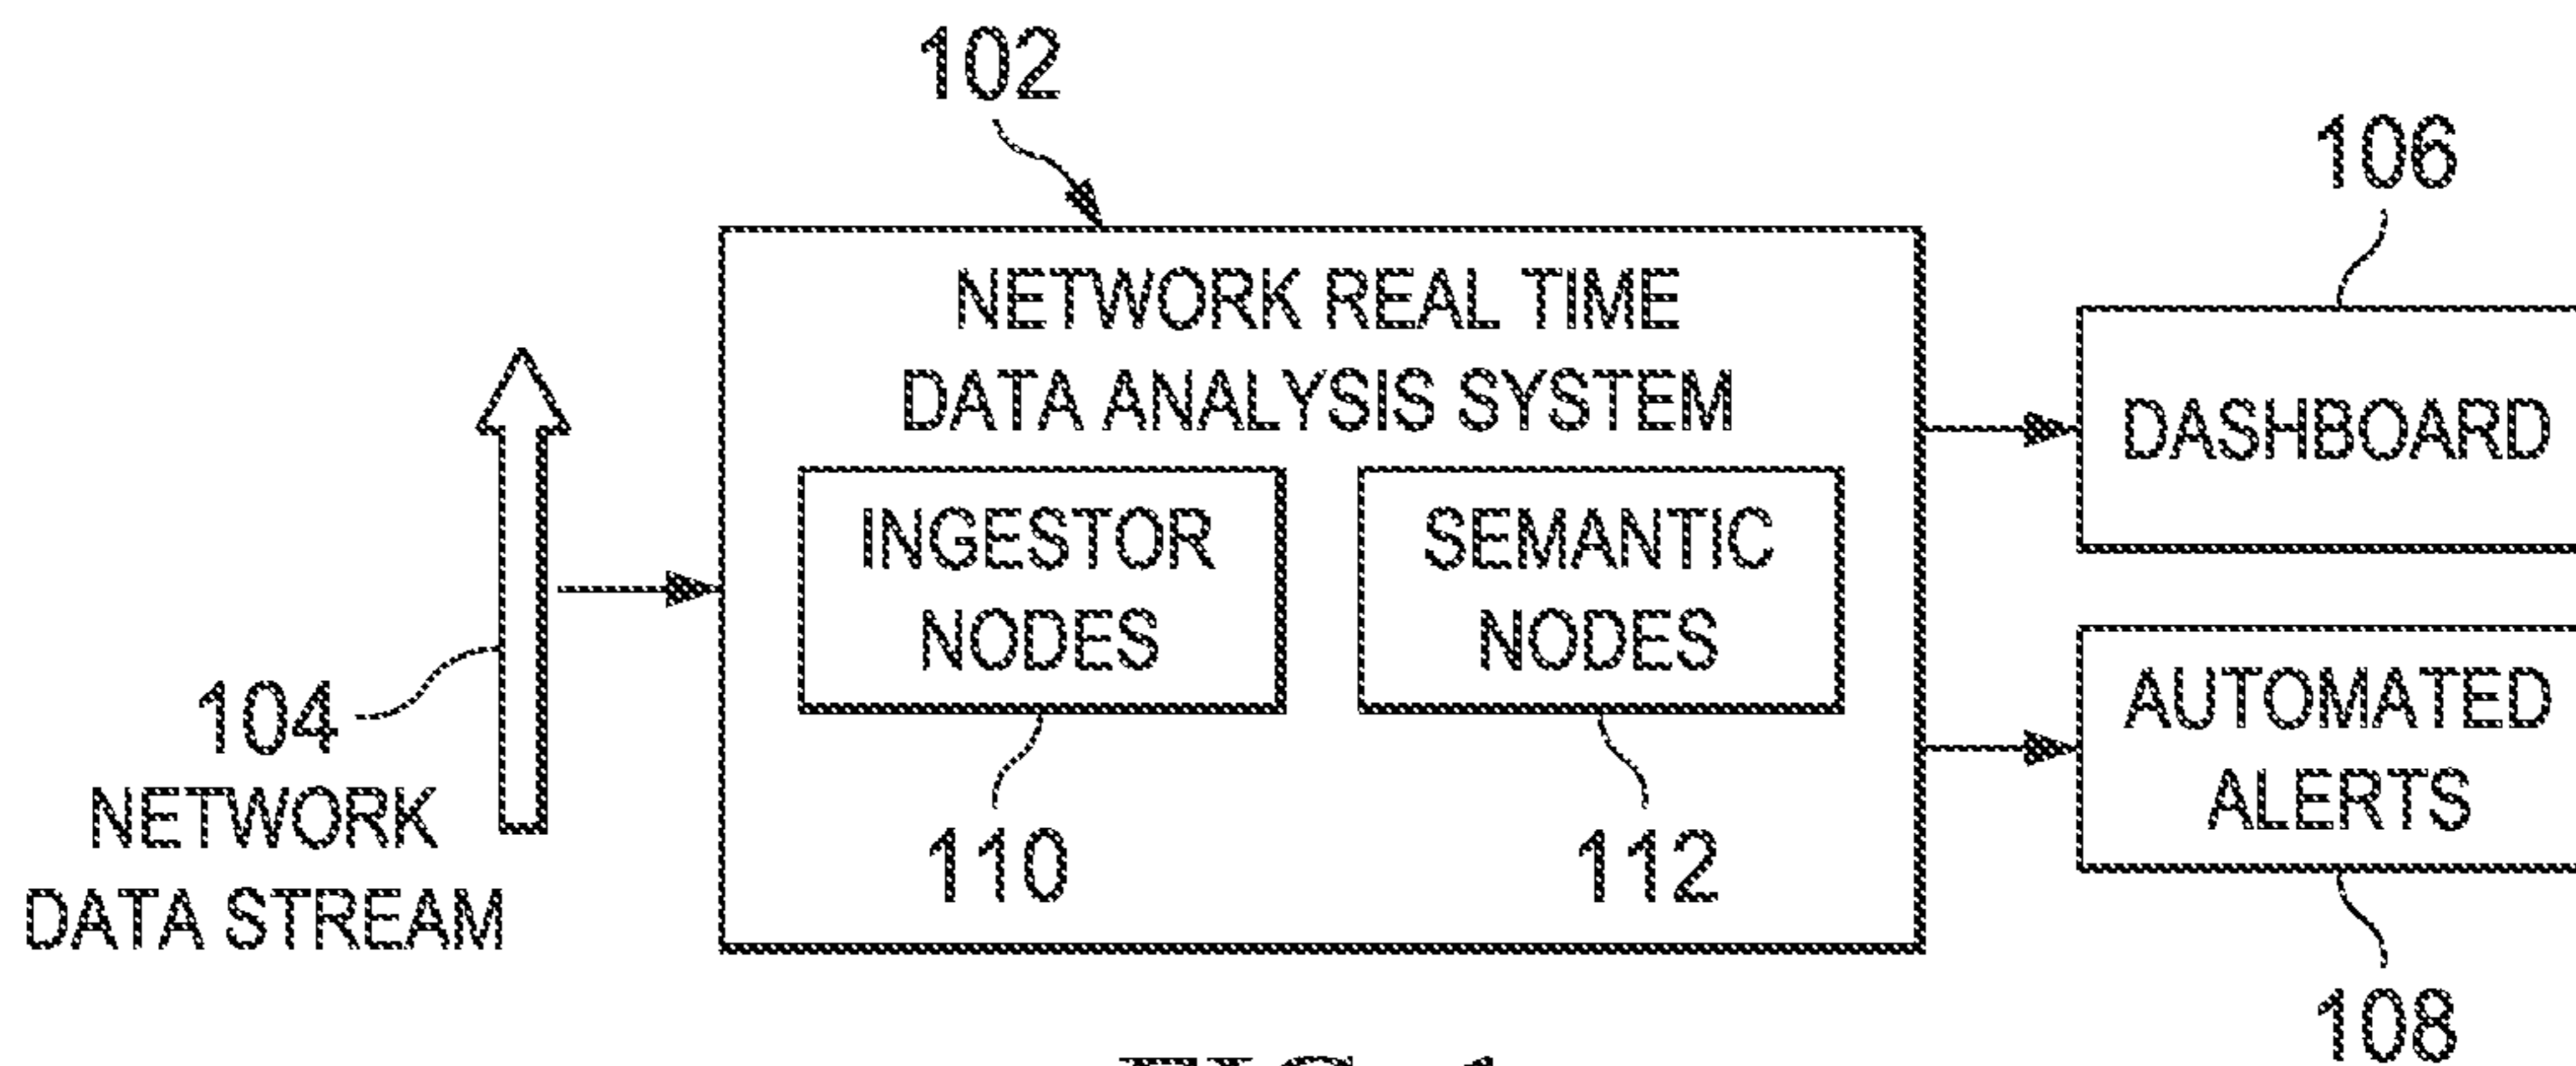 102
106
NETWORK REAL TIME
DATA ANALYSIS SYSTEM
DASHBOARD
INGESTOR
NODES
SEMANTIC
NODES
104
NETWORK
DATA STREAM
AUTOMATED
ALERTS
110
112
108